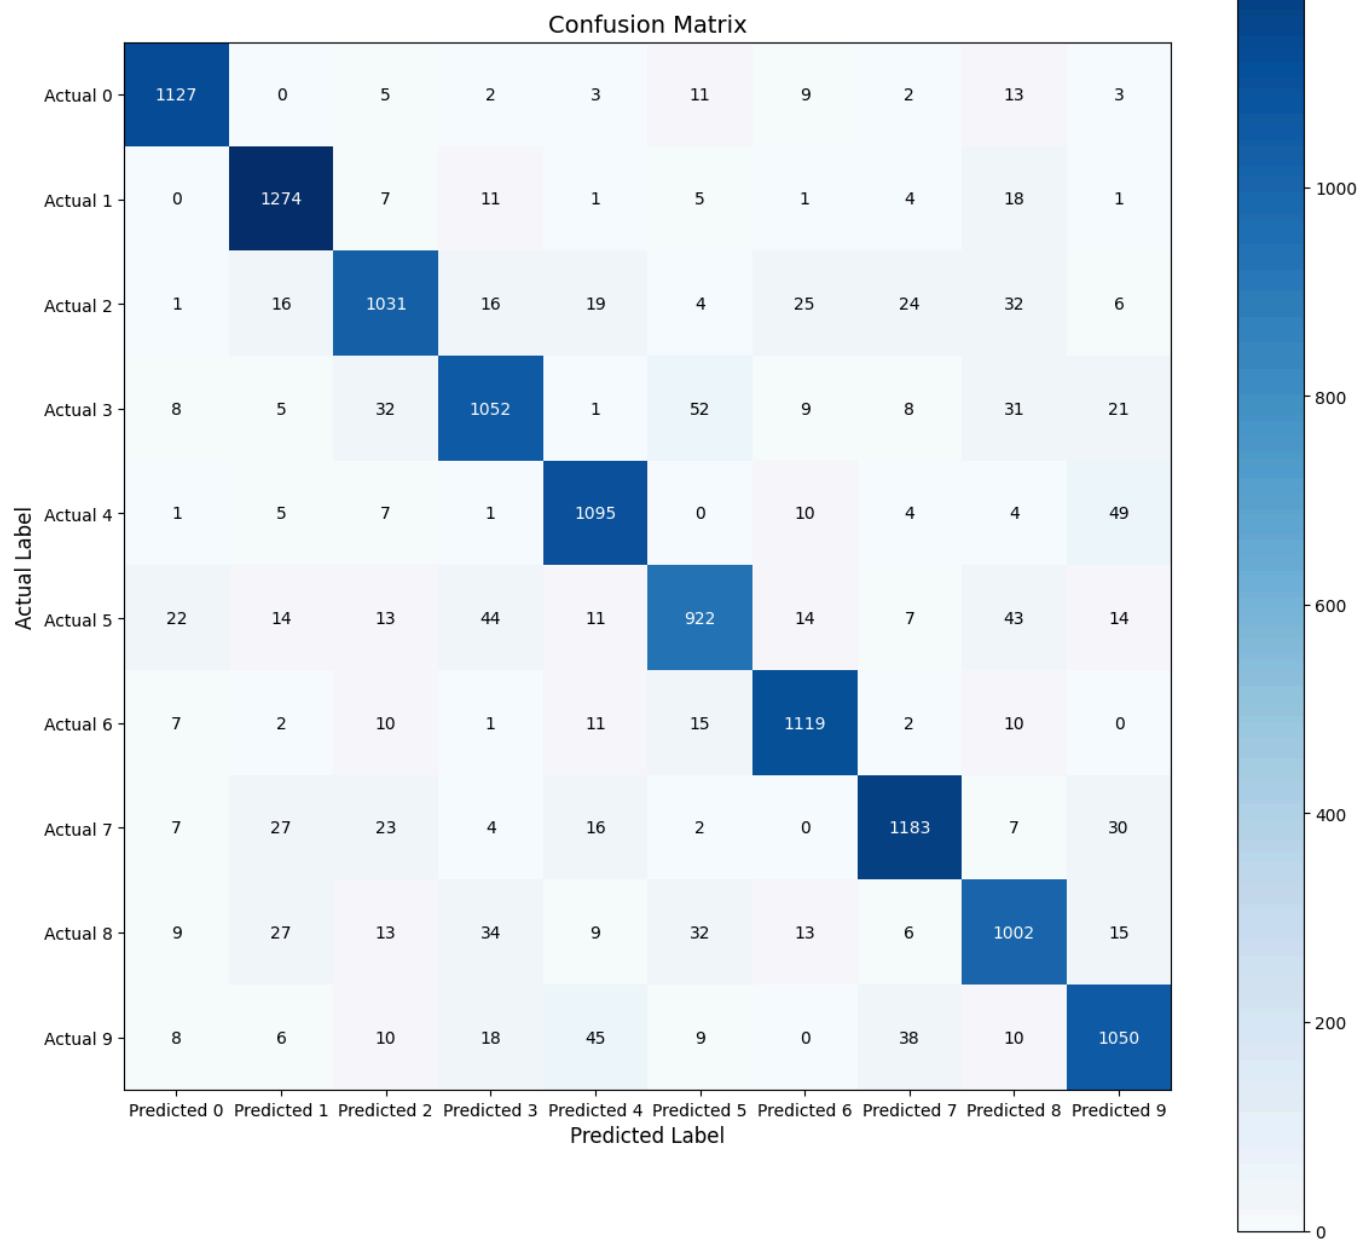 Confusion Matrix
Actual 0 1127 0 5 2 3 11 9 2 13 3
Actual 1 0 1274 7 11 1 5 1 4 18 1
Actual 2 1 16 1031 16 19 4 25 24 32 6
Actual 3 8 5 32 1052 1 52 9 8 31 21
Actual 4 1 5 7 1 1095 0 10 4 4 49
Actual 5 22 14 13 44 11 922 14 7 43 14
Actual 6 7 2 10 1 11 15 1119 2 10 0
Actual 7 7 27 23 4 16 2 0 1183 7 30
Actual 8 9 27 13 34 9 32 13 6 1002 15
Actual 9 8 6 10 18 45 9 0 38 10 1050
Predicted 0 Predicted 1 Predicted 2 Predicted 3 Predicted 4 Predicted 5 Predicted 6 Predicted 7 Predicted 8 Predicted 9
Predicted Label
Actual Label
1000
800
600
400
200
0